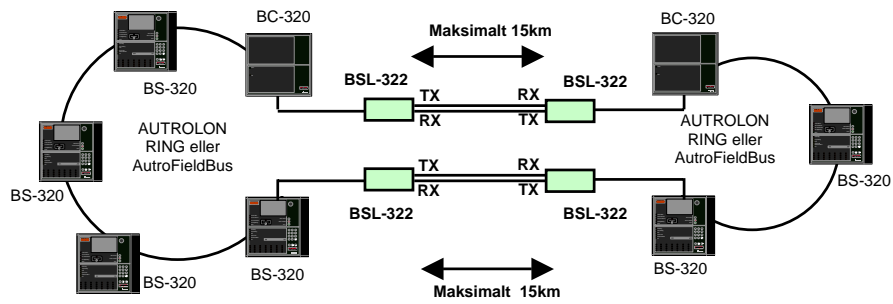 BC-320
BC-320
Maksimalt 15km
BSL-322
BSL-322
BS-320
TX
RX
RX
TX
AUTROLON
RING eller
AutroFieldBus
AUTROLON
RING eller
AutroFieldBus
BS-320
BS-320
TX
RX
RX
TX
BSL-322
BSL-322
BS-320
BS-320
BS-320
Maksimalt 15km